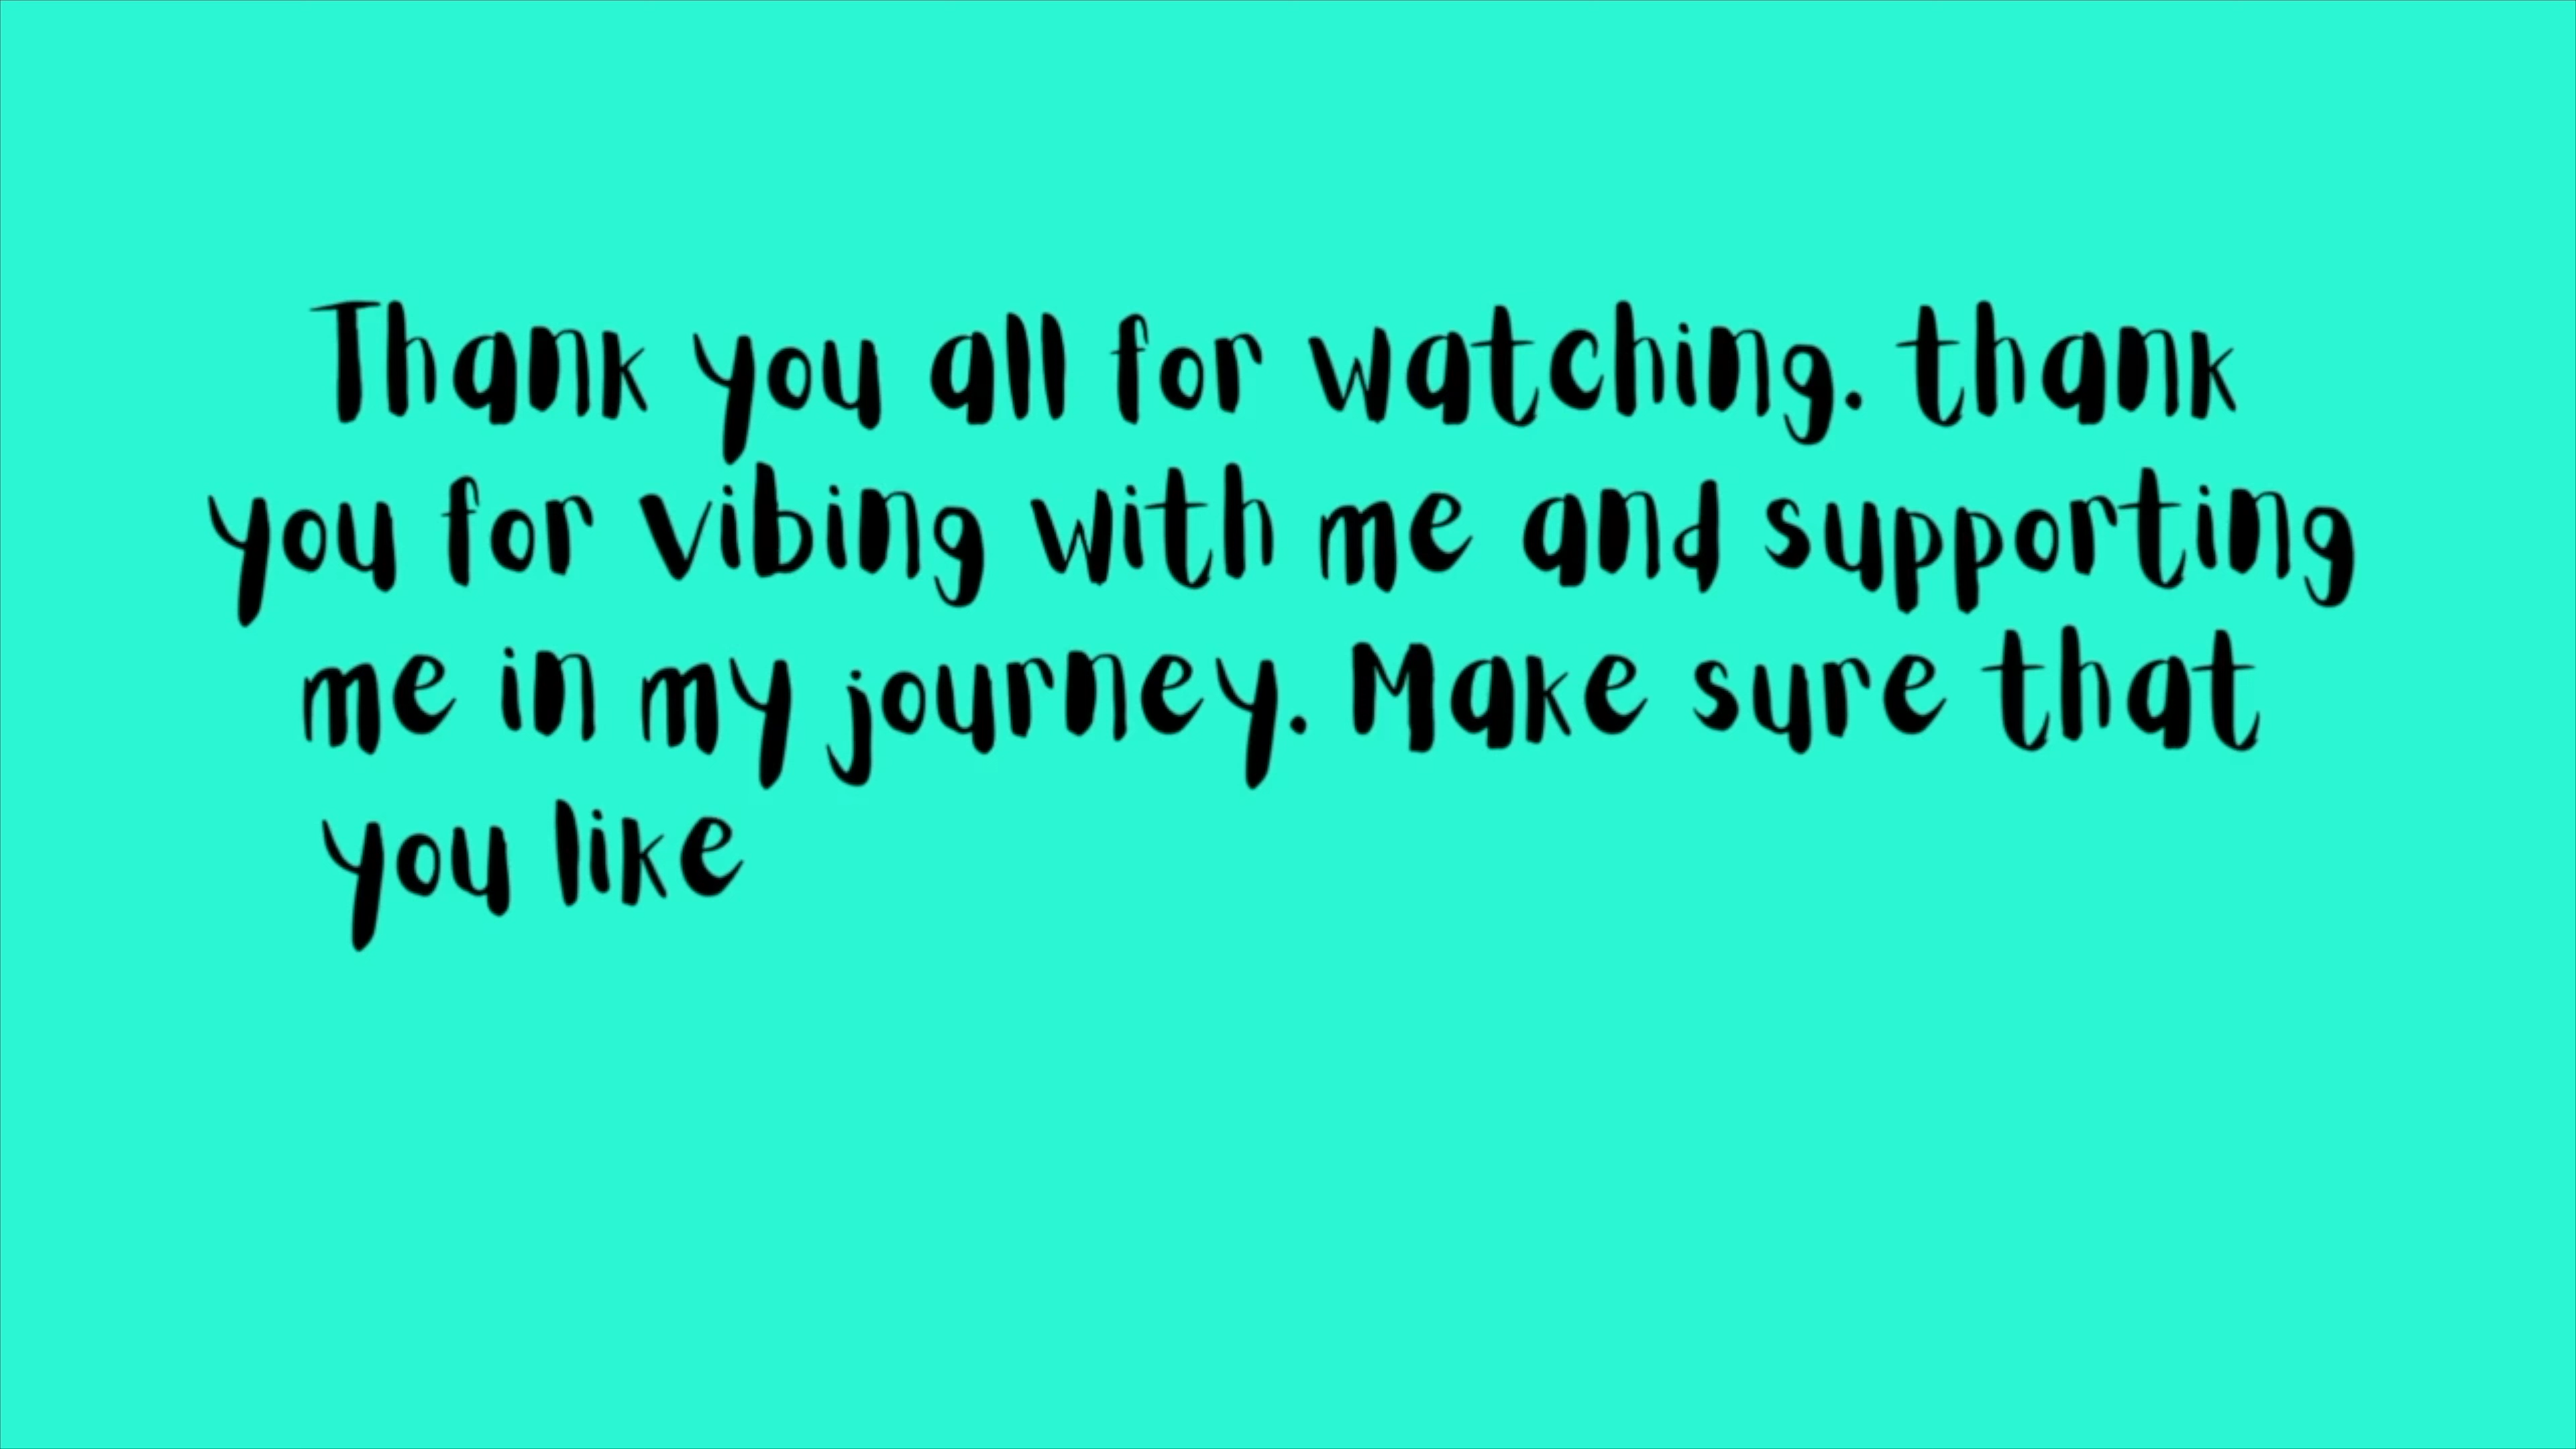 Thank you all for watching. thank
you for vibing with me and supporting
me in my journey. Make sure that
you like